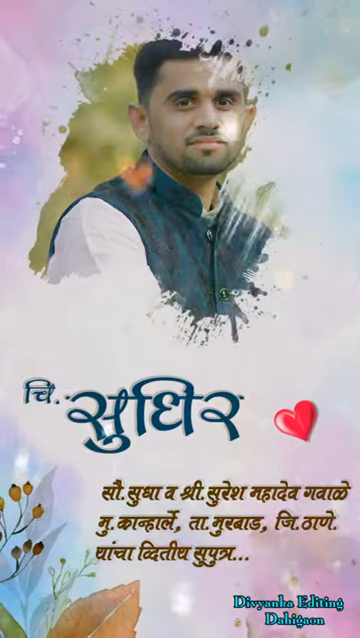 चि. सुधिर
सौ.सुधा व श्री.सुरेश महादेव गवाळे
मु.कान्हार्ले, ता.मुरबाड, जि.ठाणे.
यांचा द्वितीय सुपुत्र...
Divyanka Editing
Dahigaon